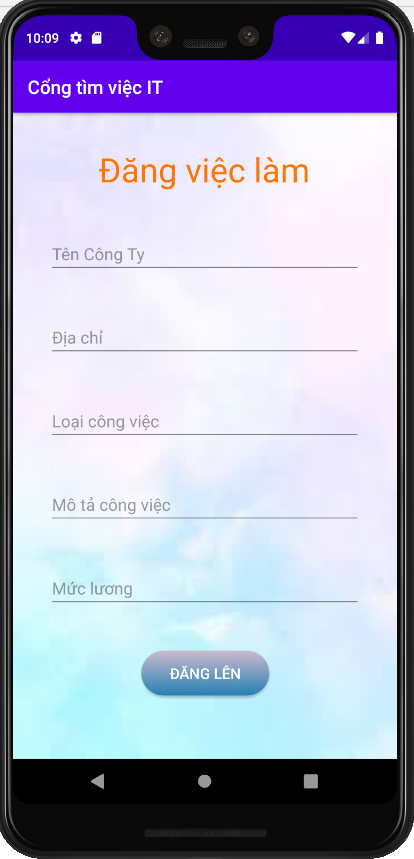 10:09
Cổng tìm việc IT
Đăng việc làm
Tên Công Ty
Địa chỉ
Loại công việc
Mô tả công việc
Mức lương
ĐĂNG LÊN